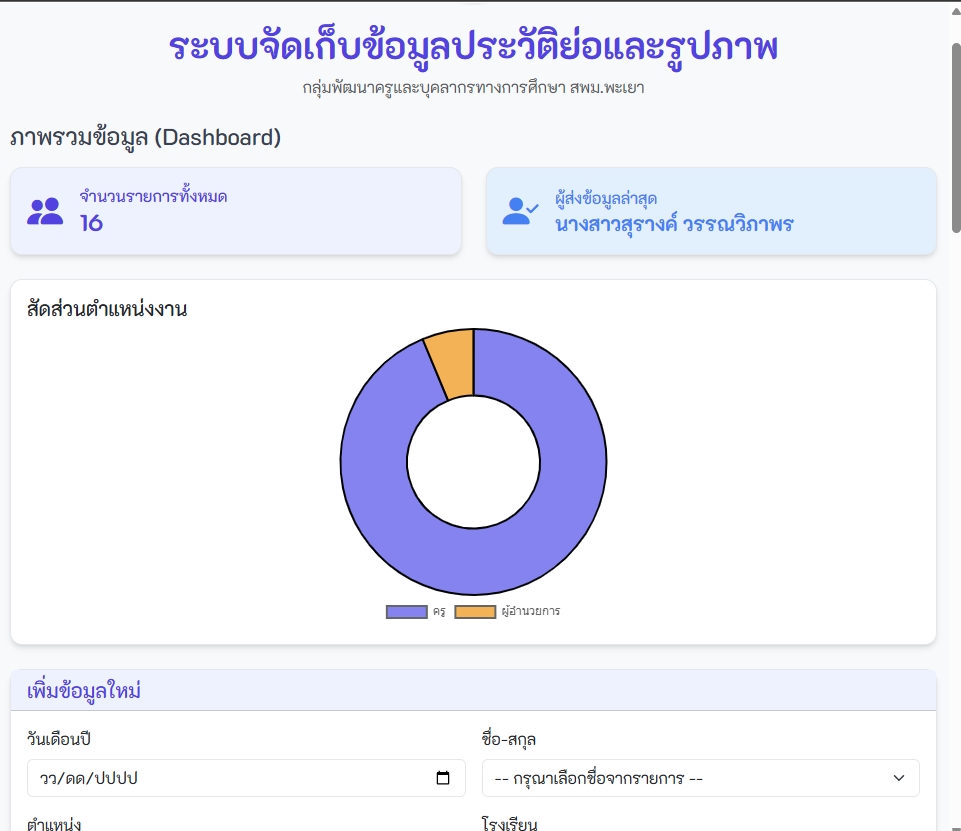 ระบบจัดเก็บข้อมูลประวัติย่อและรูปภาพ
กลุ่มพัฒนาครูและบุคลากรทางการศึกษา สพม.พะเยา
ภาพรวมข้อมูล (Dashboard)
จำนวนรายการทั้งหมด
16
ผู้ส่งข้อมูลล่าสุด
นางสาวสุรางค์ วรรณวิภาพร
สัดส่วนตำแหน่งงาน
ครู ผู้อำนวยการ
เพิ่มข้อมูลใหม่
วันเดือนปี
วว/ดด/ปปปป
ชื่อ-สกุล
-- กรุณาเลือกชื่อจากรายการ --
ตำแหน่ง
โรงเรียน